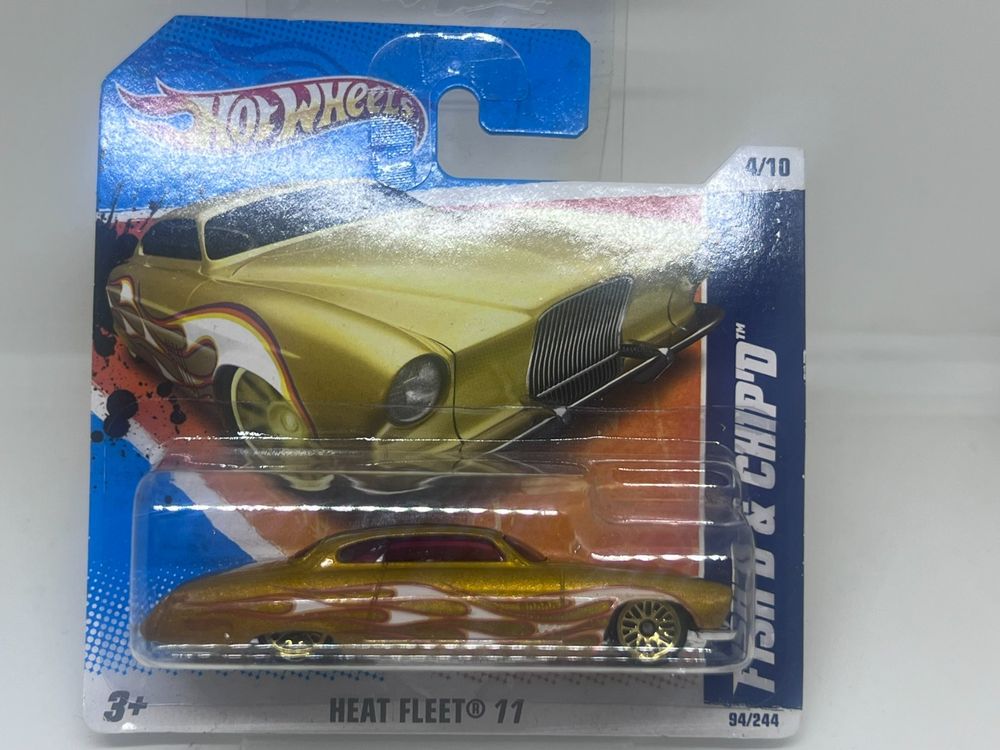 HOT WHEELS
4/10
FISH'D & CHIP'D™
3+
HEAT FLEET® 11
94/244